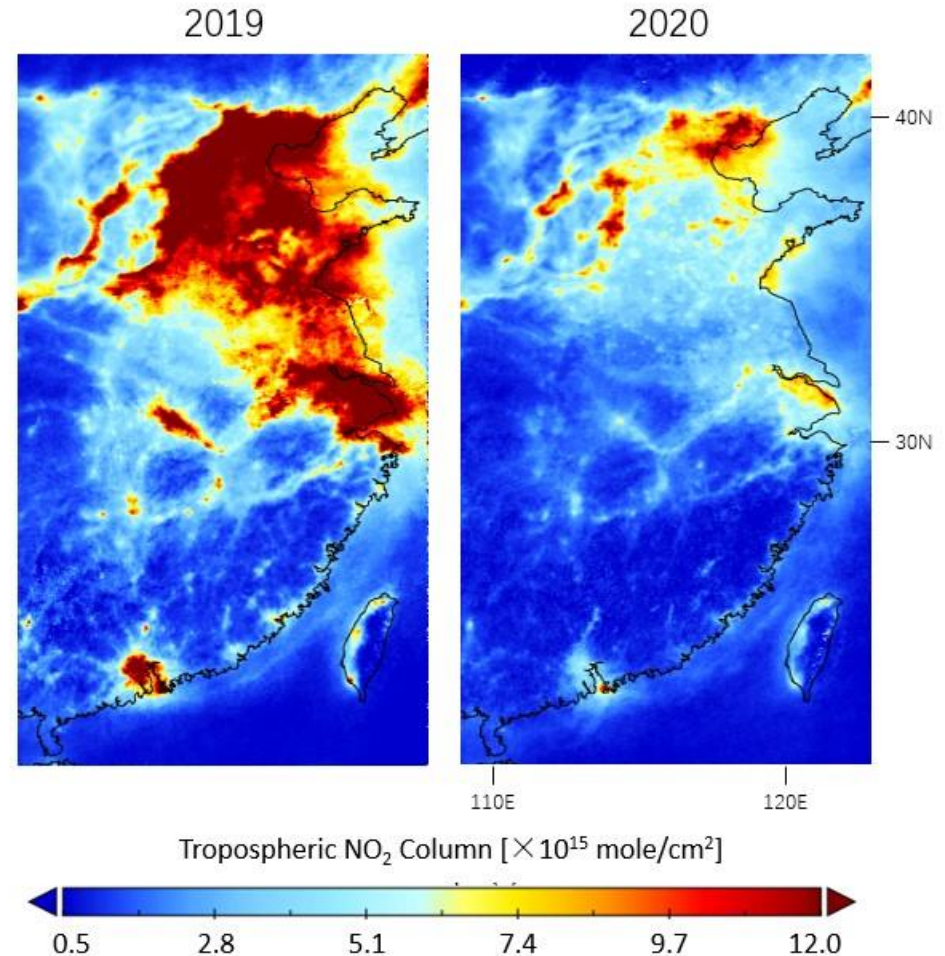 2019 2020
40N
30N
110E 120E
Tropospheric NO₂ Column [×10¹⁵ mole/cm²]
0.5 2.8 5.1 7.4 9.7 12.0